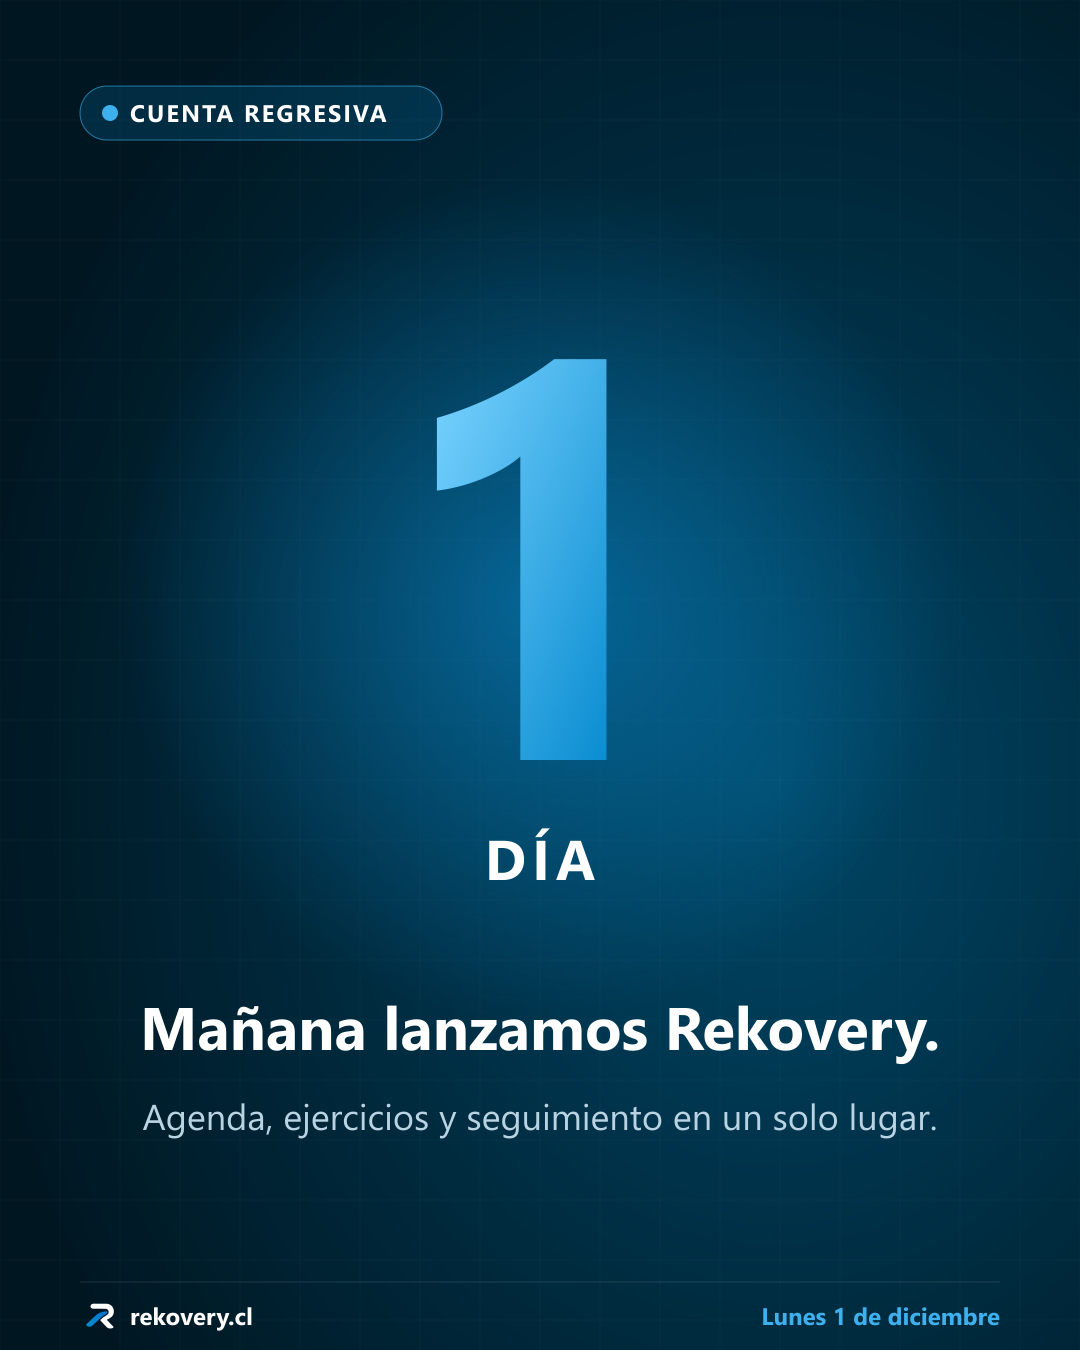 CUENTA REGRESIVA
1
DÍA
Mañana lanzamos Rekovery.
Agenda, ejercicios y seguimiento en un solo lugar.
rekovery.cl
Lunes 1 de diciembre